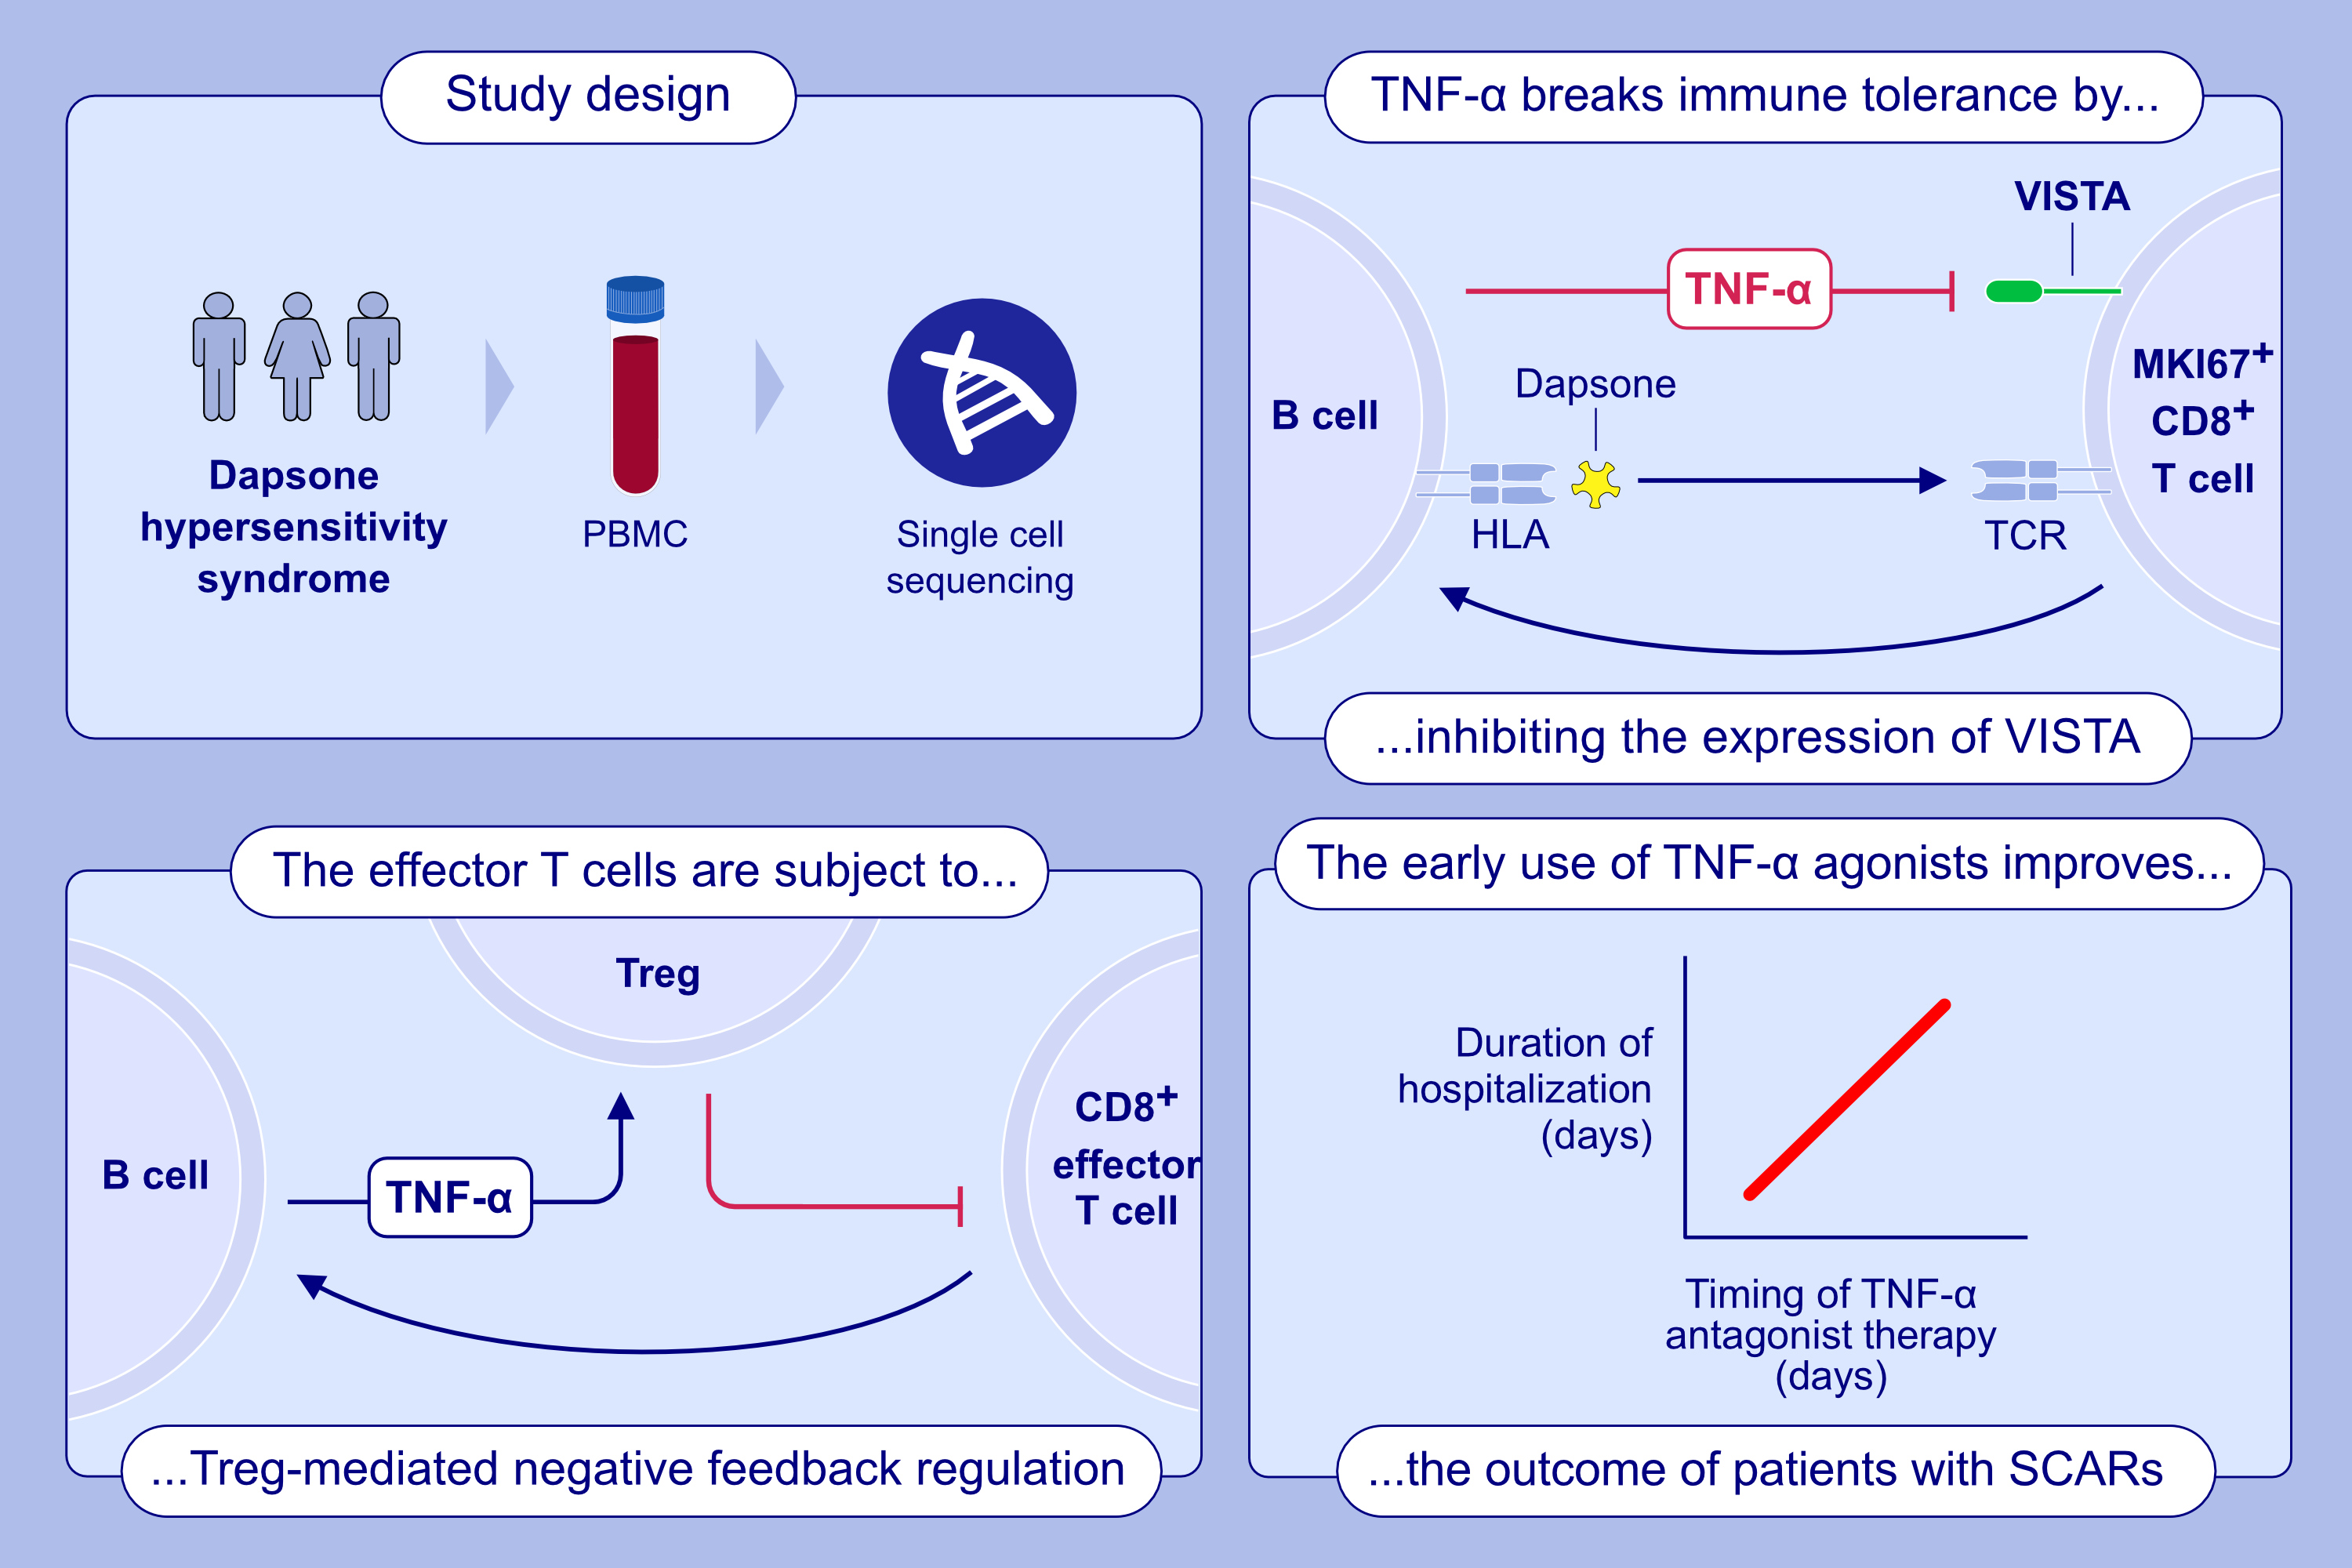 Study design
Dapsone
hypersensitivity
syndrome
PBMC
Single cell
sequencing
TNF-α breaks immune tolerance by...
VISTA
TNF-α
B cell
Dapsone
HLA
TCR
MKI67+
CD8+
T cell
...inhibiting the expression of VISTA
The effector T cells are subject to...
Treg
B cell
TNF-α
CD8+
effector
T cell
...Treg-mediated negative feedback regulation
The early use of TNF-α agonists improves...
Duration of
hospitalization
(days)
Timing of TNF-α
antagonist therapy
(days)
...the outcome of patients with SCARs